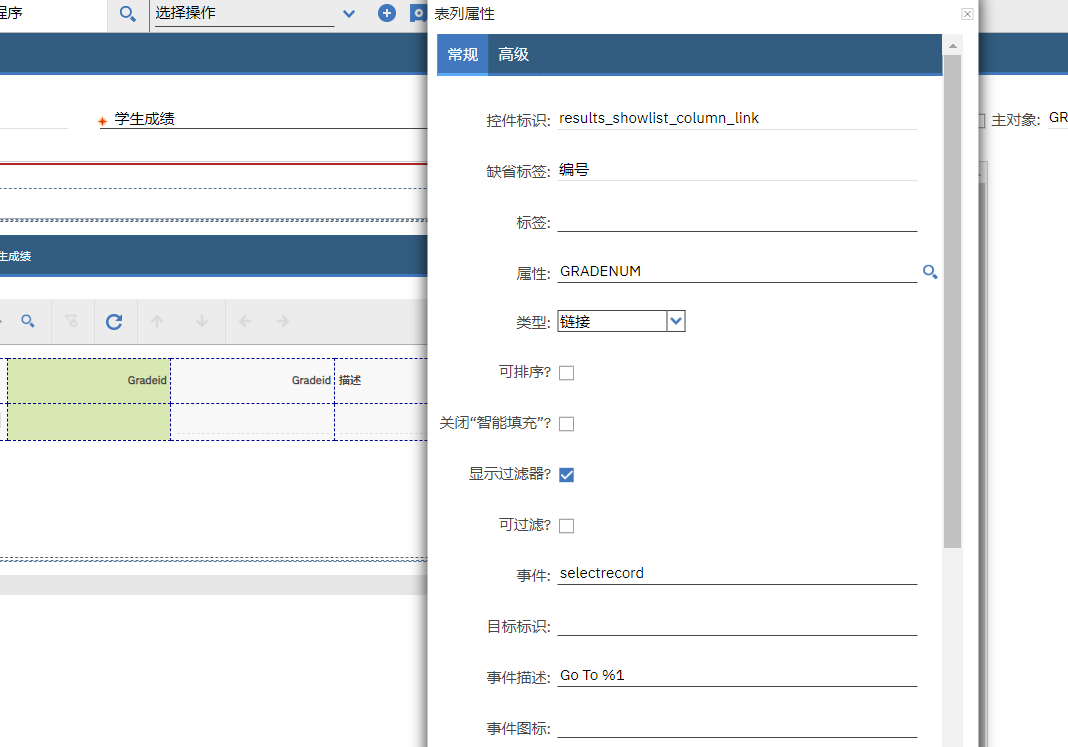 程序
选择操作
表列属性
常规
高级
学生成绩
主对象:
GR
控件标识: results_showlist_column_link
缺省标签: 编号
标签:
属性: GRADENUM
类型: 链接
可排序?
关闭“智能填充”?
显示过滤器?
可过滤?
事件: selectrecord
目标标识:
事件描述: Go To %1
事件图标:
生成绩
Gradeid
Gradeid
描述